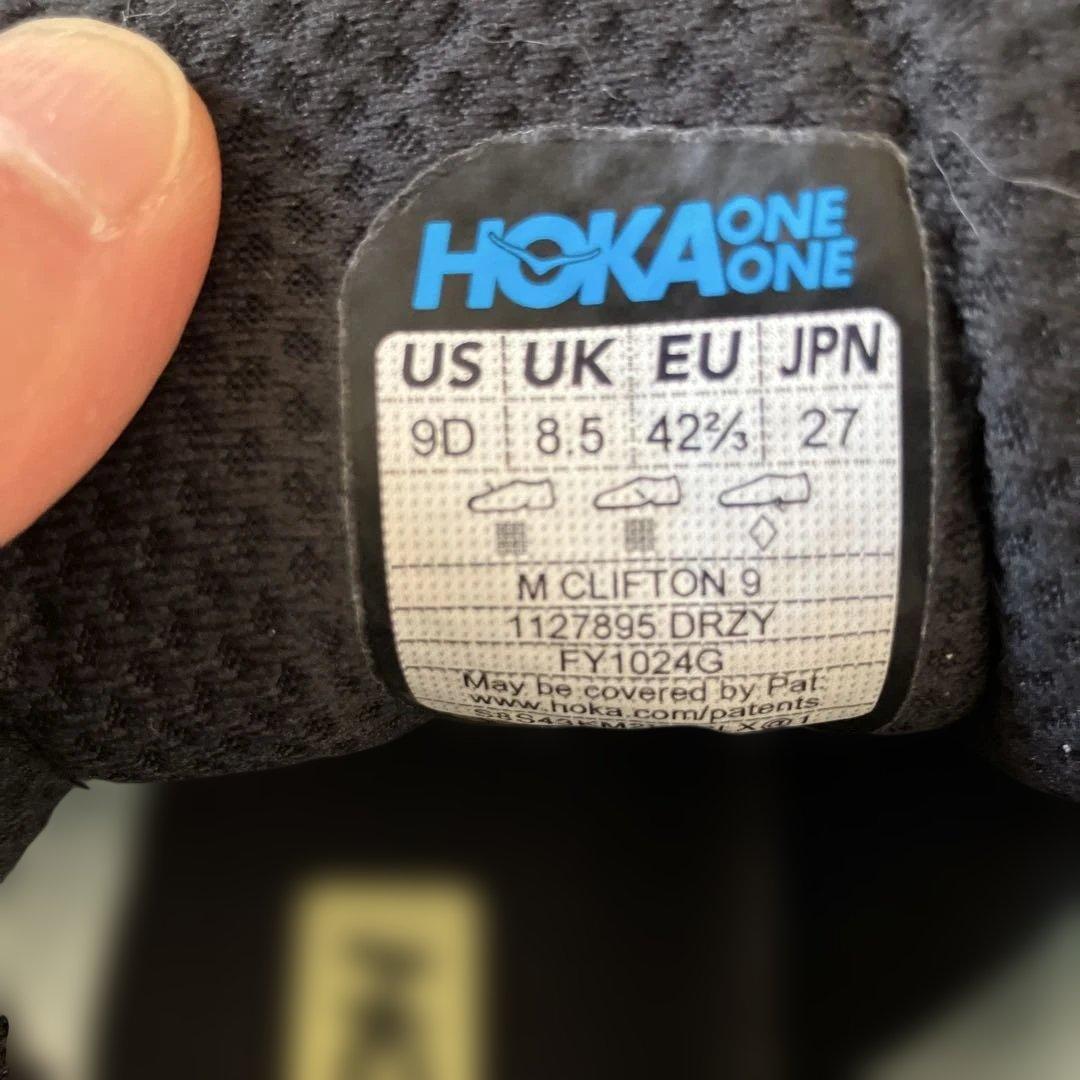 HOKA ONE ONE
US UK EU JPN
9D 8.5 42⅔ 27
M CLIFTON 9
1127895 DRZY
FY1024G
May be covered by Pat.
www.hoka.com/patents